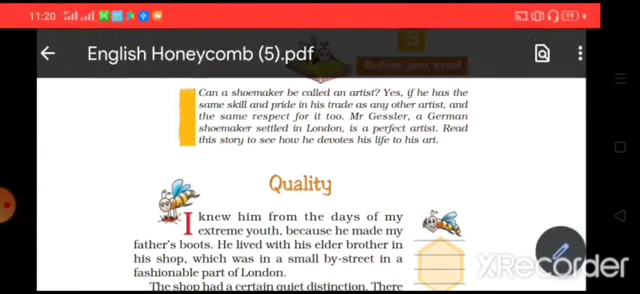 11:20
19
English Honeycomb (5).pdf
5
Before you read
Can a shoemaker be called an artist? Yes, if he has the
same skill and pride in his trade as any other artist, and
the same respect for it too. Mr Gessler, a German
shoemaker settled in London, is a perfect artist. Read
this story to see how he devotes his life to his art.
Quality
I knew him from the days of my
extreme youth, because he made my
father's boots. He lived with his elder brother in
his shop, which was in a small by-street in a
fashionable part of London.
The shop had a certain quiet distinction. There
XRecorder